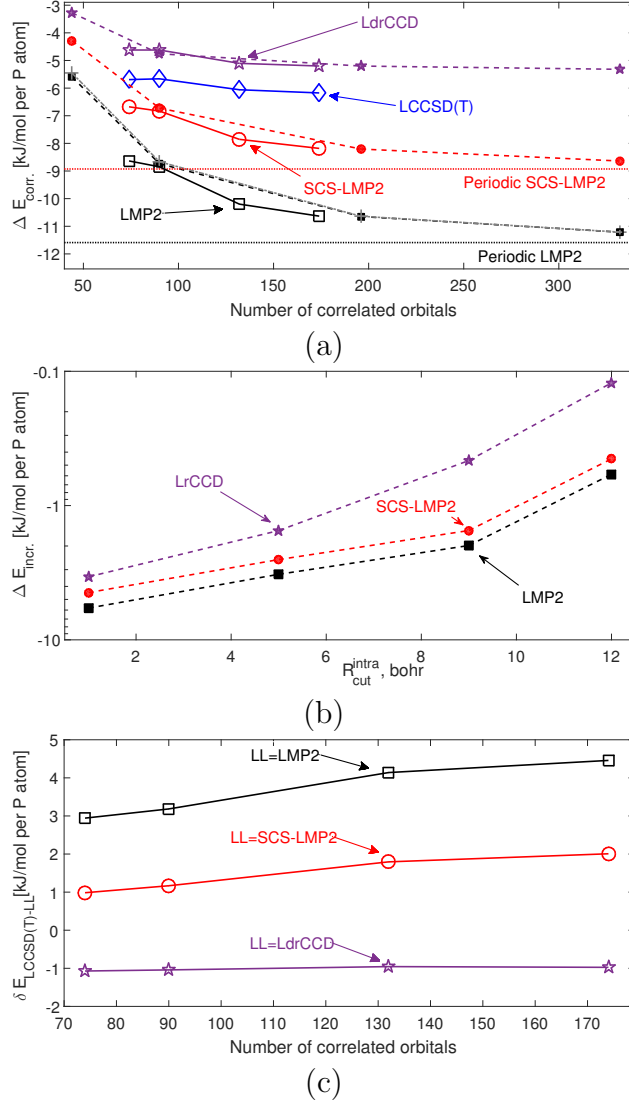 -3
-4
-5
-6
-7
-8
-9
-10
-11
-12
Δ E_corr. [kJ/mol per P atom]
LdrCCD
LCCSD(T)
SCS-LMP2
Periodic SCS-LMP2
LMP2
Periodic LMP2
50 100 150 200 250 300
Number of correlated orbitals
(a)
-0.1
-1
-10
Δ E_incr. [kJ/mol per P atom]
LrCCD
SCS-LMP2
LMP2
2 4 6 8 10 12
R_cut^intra, bohr
(b)
5
4
3
2
1
0
-1
-2
δ E_LCCSD(T)-LL [kJ/mol per P atom]
LL=LMP2
LL=SCS-LMP2
LL=LdrCCD
70 80 90 100 110 120 130 140 150 160 170
Number of correlated orbitals
(c)